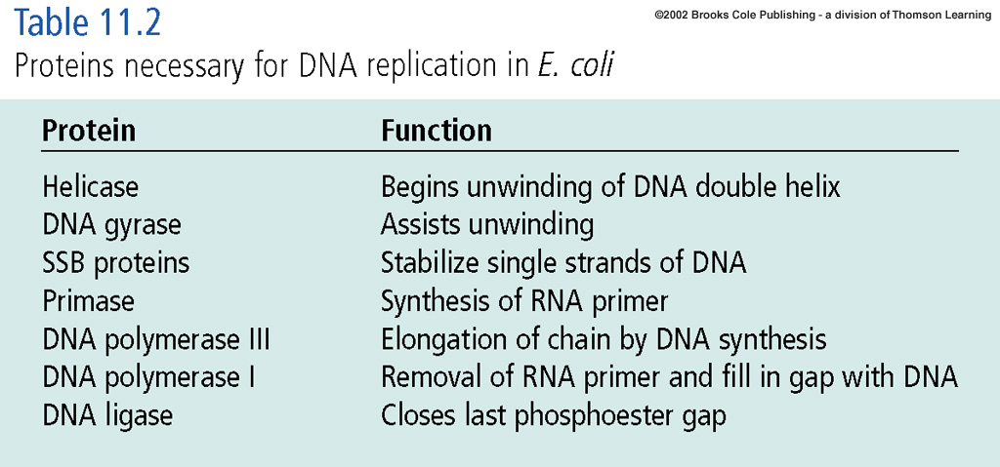 ©2002 Brooks Cole Publishing - a division of Thomson Learning
Table 11.2
Proteins necessary for DNA replication in E. coli
Protein Function
Helicase Begins unwinding of DNA double helix
DNA gyrase Assists unwinding
SSB proteins Stabilize single strands of DNA
Primase Synthesis of RNA primer
DNA polymerase III Elongation of chain by DNA synthesis
DNA polymerase I Removal of RNA primer and fill in gap with DNA
DNA ligase Closes last phosphoester gap